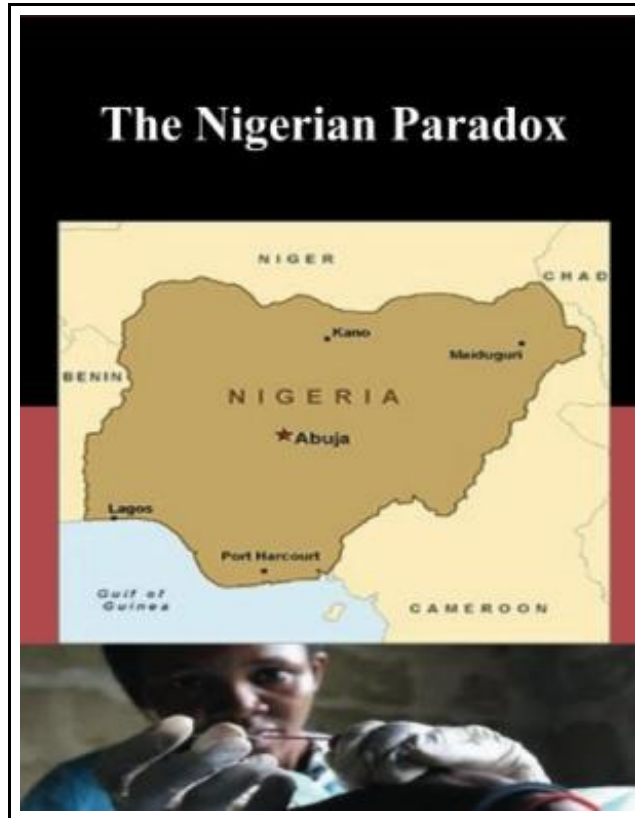 The Nigerian Paradox
NIGER
CHAD
Kano
Maiduguri
BENIN
NIGERIA
Abuja
Lagos
Port Harcourt
Gulf of
Guinea
CAMEROON